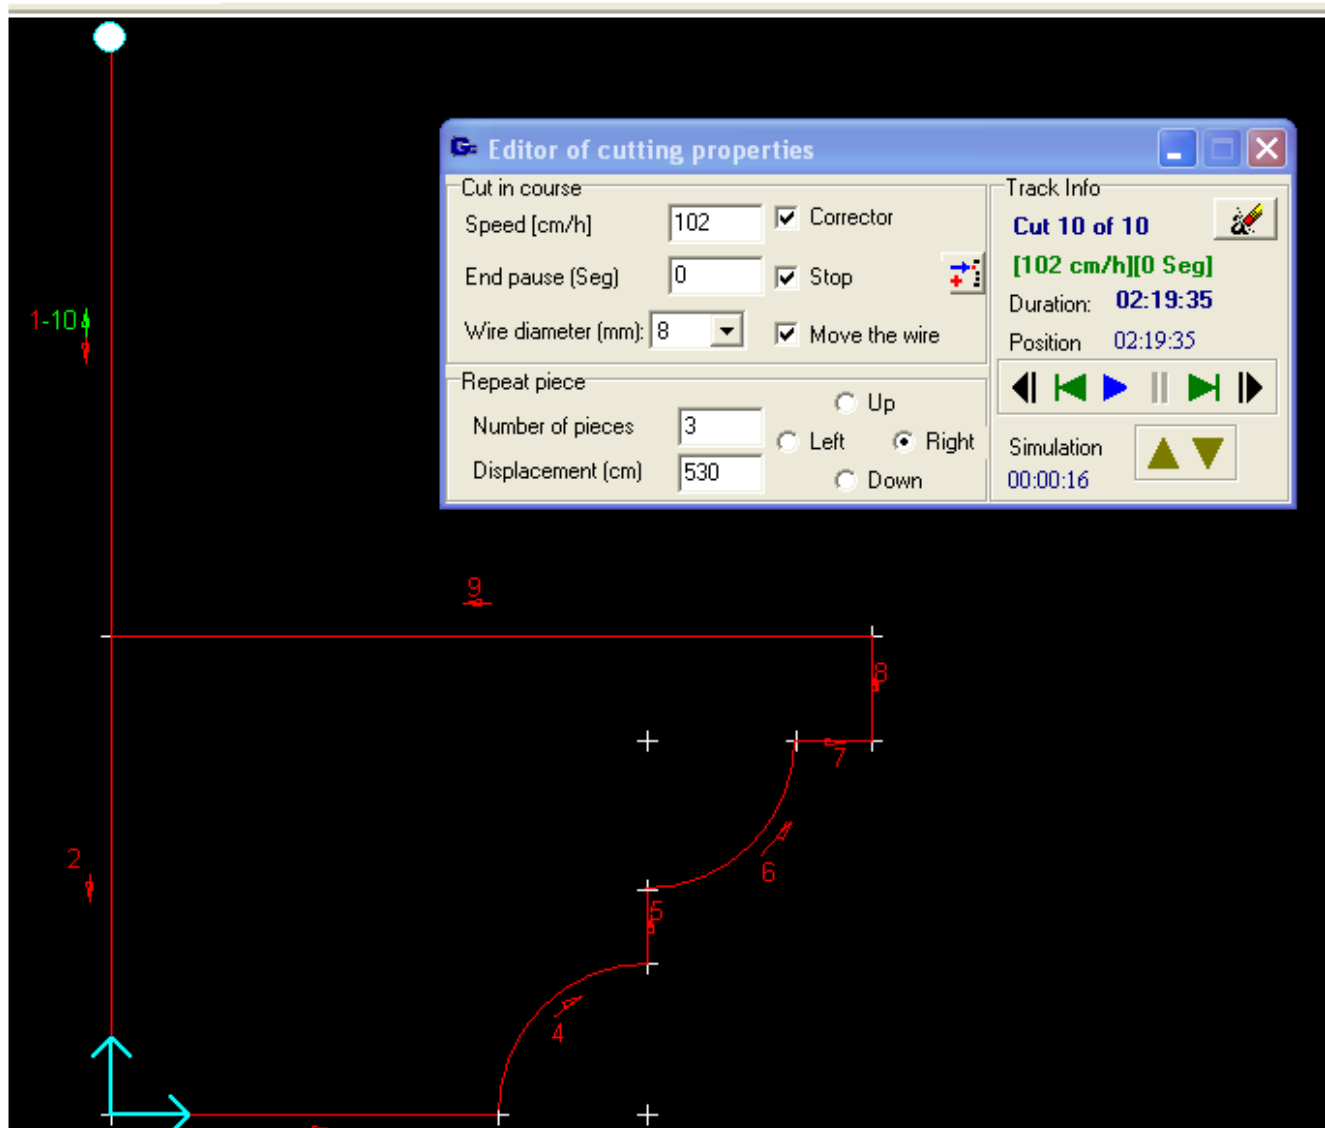 Editor of cutting properties
Cut in course
Speed [cm/h] 102 Corrector
End pause (Seg) 0 Stop
Wire diameter (mm): 8 Move the wire
Repeat piece
Number of pieces 3
Displacement (cm) 530
Up
Left Right
Down
Track Info
Cut 10 of 10
[102 cm/h][0 Seg]
Duration: 02:19:35
Position 02:19:35
Simulation
00:00:16
1-10
9
8
7
2
6
5
4